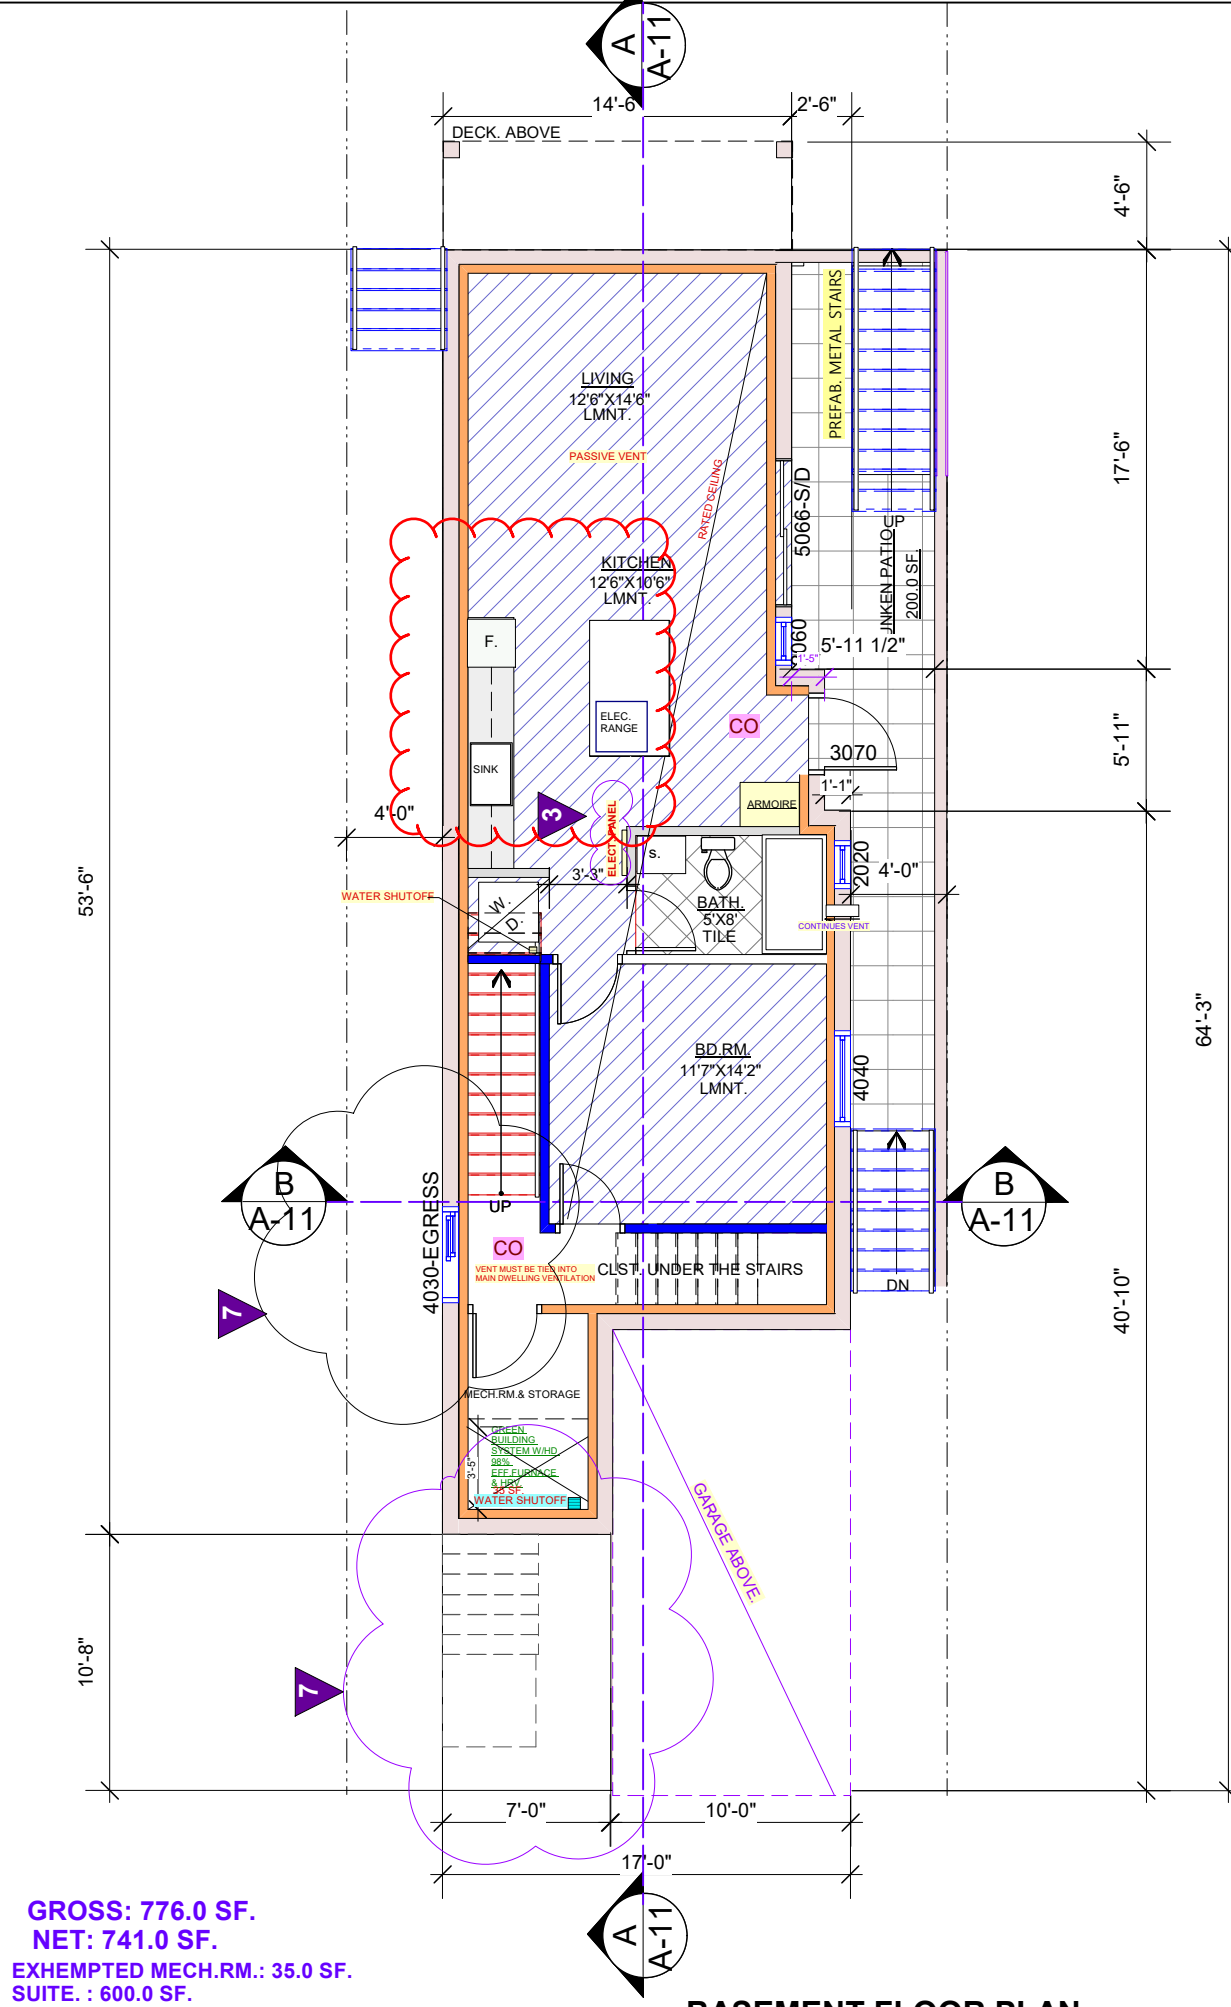 A
A-11
14'-6"
2'-6"
DECK. ABOVE
4'-6"
PREFAB. METAL STAIRS
LIVING
12'6"X14'6"
LMNT.
PASSIVE VENT
RATED CEILING
5066-S/D
17'-6"
UP
NKEN PATIO
200.0 SF.
KITCHEN
12'6"X10'6"
LMNT.
F.
060
5'-11 1/2"
1'-5"
ELEC.
RANGE
CO
3070
5'-11"
SINK
1'-1"
ARMOIRE
3
4'-0"
ELECT. PANEL
S.
2020
4'-0"
3'-3"
53'-6"
WATER SHUTOFF
W.
D.
BATH.
5'X8'
TILE
CONTINUES VENT
64'-3"
BD.RM.
11'7"X14'2"
LMNT.
4040
B
A-11
B
A-11
UP
4030-EGRESS
CO
VENT MUST BE TIED INTO
MAIN DWELLING VENTILATION
CLST. UNDER THE STAIRS
DN
40'-10"
7
MECH.RM.& STORAGE
GREEN
BUILDING
SYSTEM W/HD
98%
EFF.FURNACE
& HRV
35 SF.
3'-5"
WATER SHUTOFF
GARAGE ABOVE.
10'-8"
7
7'-0"
10'-0"
17'-0"
A
A-11
GROSS: 776.0 SF.
NET: 741.0 SF.
EXHEMPTED MECH.RM.: 35.0 SF.
SUITE. : 600.0 SF.
BASEMENT FLOOR PLAN